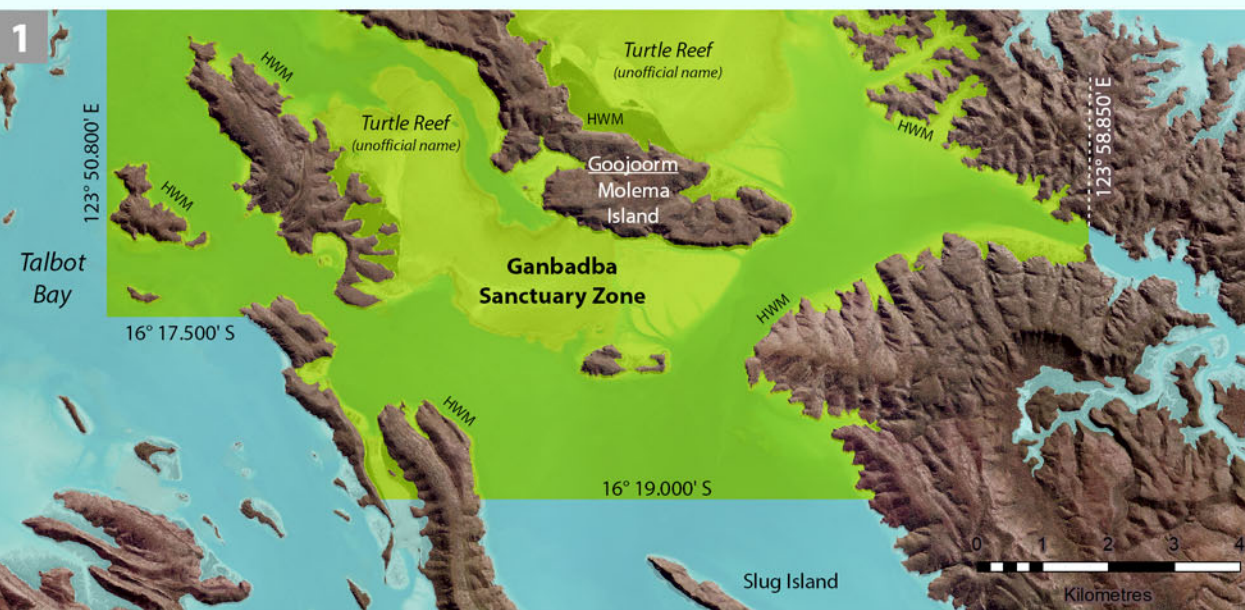 1
HWM
Turtle Reef
(unofficial name)
Turtle Reef
(unofficial name)
HWM
HWM
123° 50.800' E
123° 58.850' E
HWM
Goojoorm
Molema
Island
Talbot
Bay
Ganbadba
Sanctuary Zone
HWM
16° 17.500' S
HWM
16° 19.000' S
0 1 2 3 4
Kilometres
Slug Island